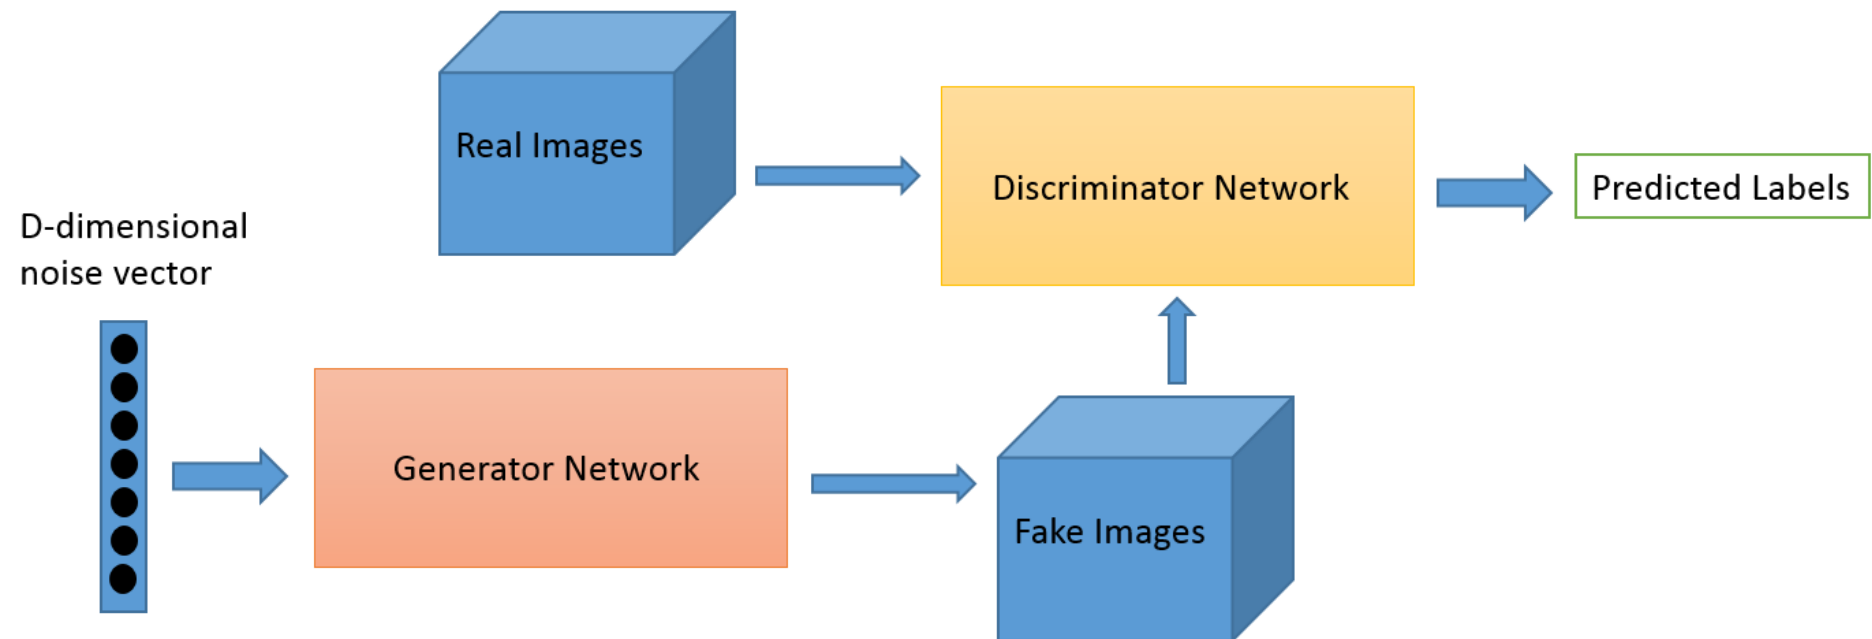 Real Images
Discriminator Network
Predicted Labels
D-dimensional
noise vector
Generator Network
Fake Images